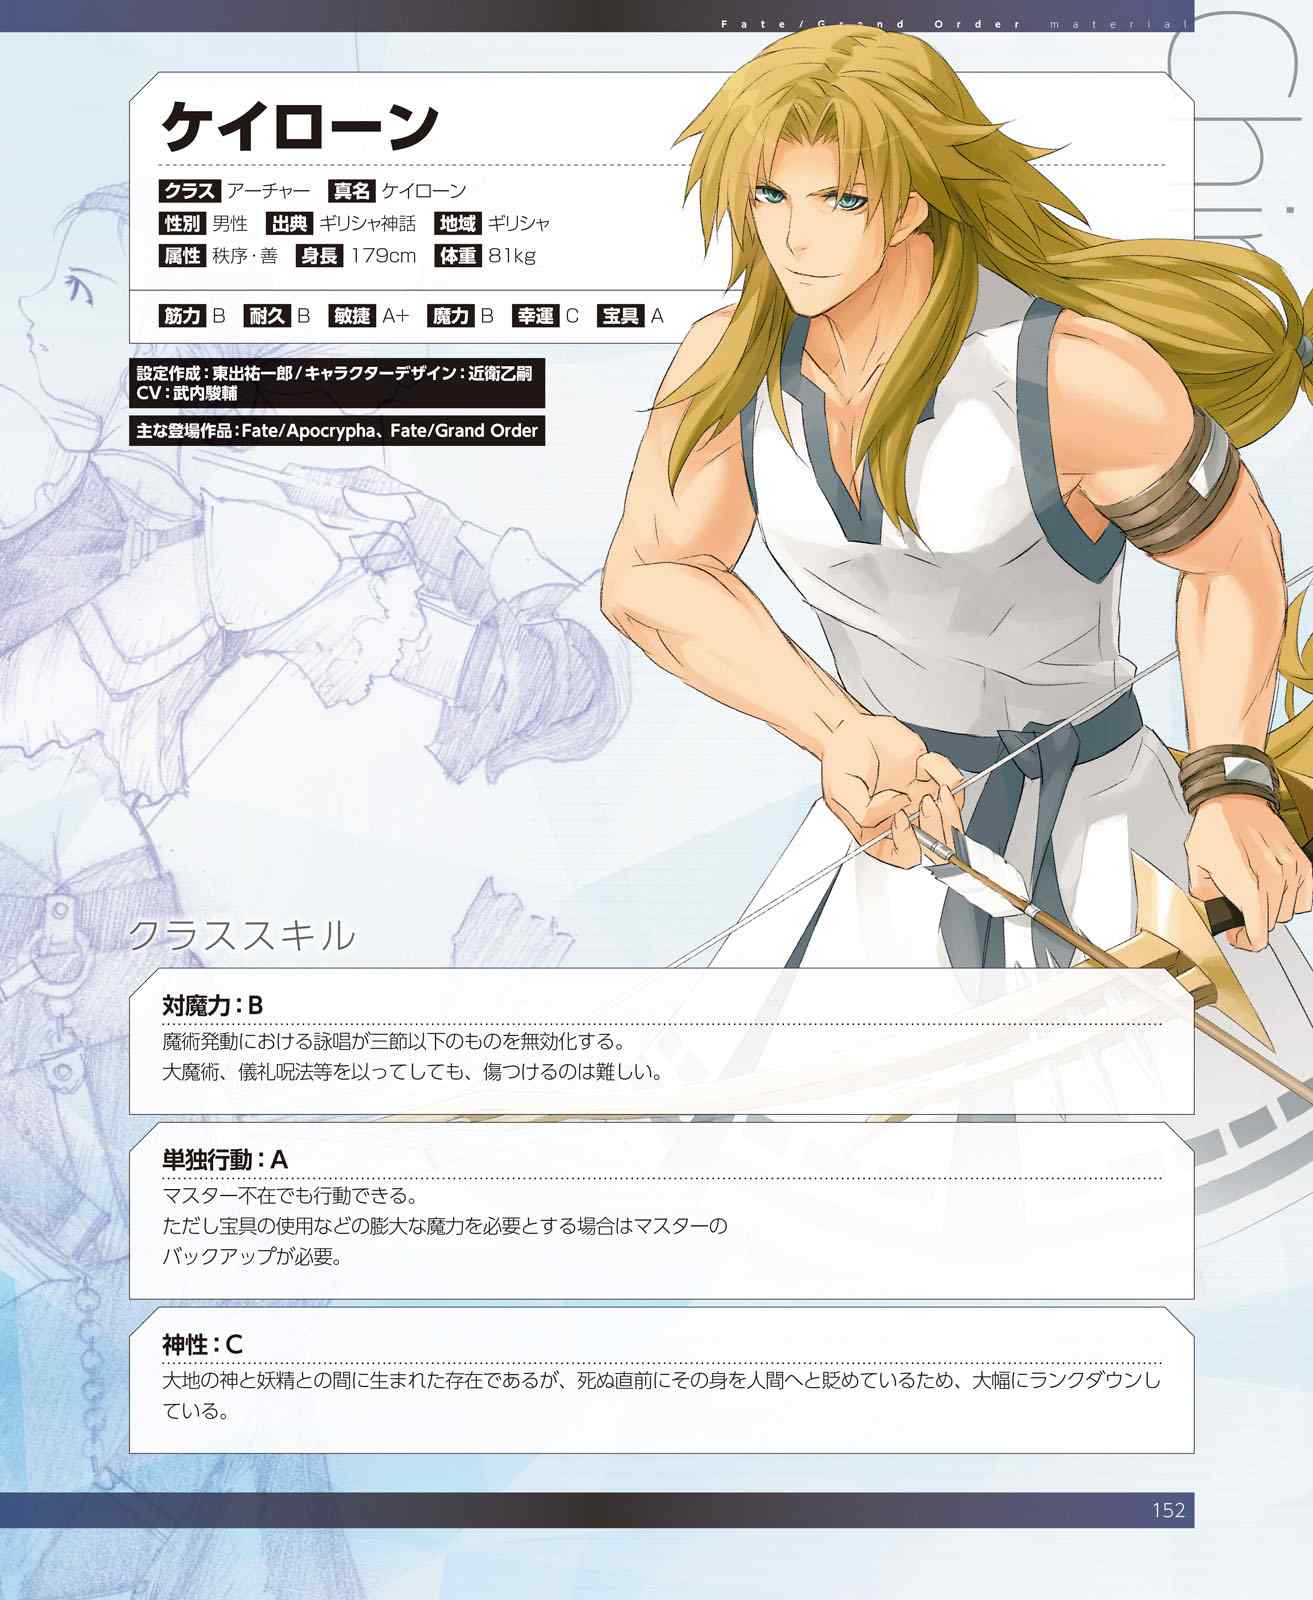 Fate/Grand Order material
Chir
ケイローン
クラス アーチャー 真名 ケイローン
性別 男性 出典 ギリシャ神話 地域 ギリシャ
属性 秩序・善 身長 179cm 体重 81kg
筋力 B 耐久 B 敏捷 A+ 魔力 B 幸運 C 宝具 A
設定作成：東出祐一郎/キャラクターデザイン：近衛乙嗣
CV：武内駿輔
主な登場作品：Fate/Apocrypha、Fate/Grand Order
クラススキル
対魔力：B
魔術発動における詠唱が三節以下のものを無効化する。
大魔術、儀礼呪法等を以ってしても、傷つけるのは難しい。
単独行動：A
マスター不在でも行動できる。
ただし宝具の使用などの膨大な魔力を必要とする場合はマスターの
バックアップが必要。
神性：C
大地の神と妖精との間に生まれた存在であるが、死ぬ直前にその身を人間へと貶めているため、大幅にランクダウンし
ている。
152